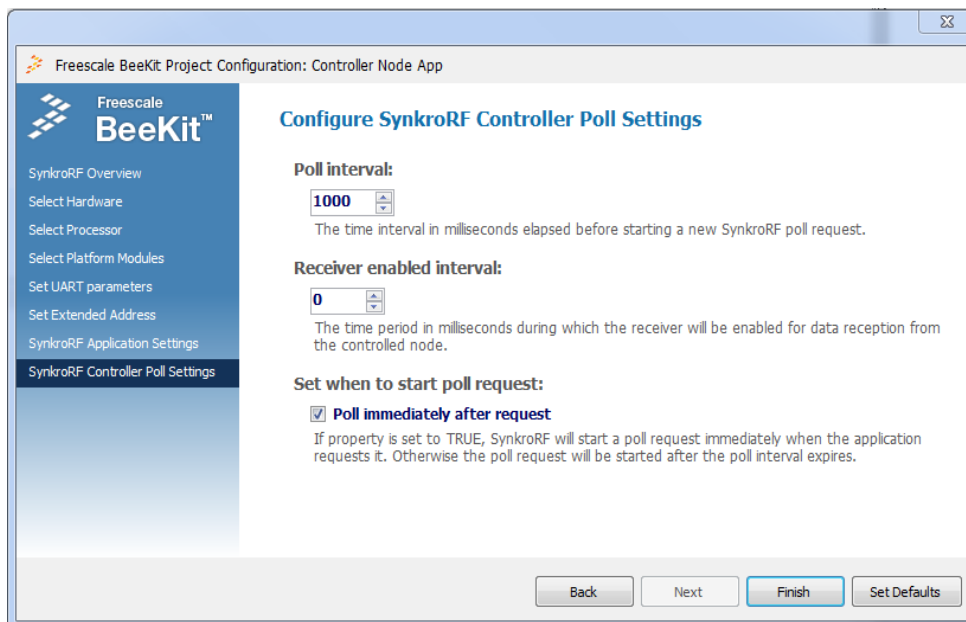 Freescale BeeKit Project Configuration: Controller Node App
Freescale
BeeKit™
SynkroRF Overview
Select Hardware
Select Processor
Select Platform Modules
Set UART parameters
Set Extended Address
SynkroRF Application Settings
SynkroRF Controller Poll Settings
Configure SynkroRF Controller Poll Settings
Poll interval:
1000
The time interval in milliseconds elapsed before starting a new SynkroRF poll request.
Receiver enabled interval:
0
The time period in milliseconds during which the receiver will be enabled for data reception from
the controlled node.
Set when to start poll request:
Poll immediately after request
If property is set to TRUE, SynkroRF will start a poll request immediately when the application
requests it. Otherwise the poll request will be started after the poll interval expires.
Back
Next
Finish
Set Defaults